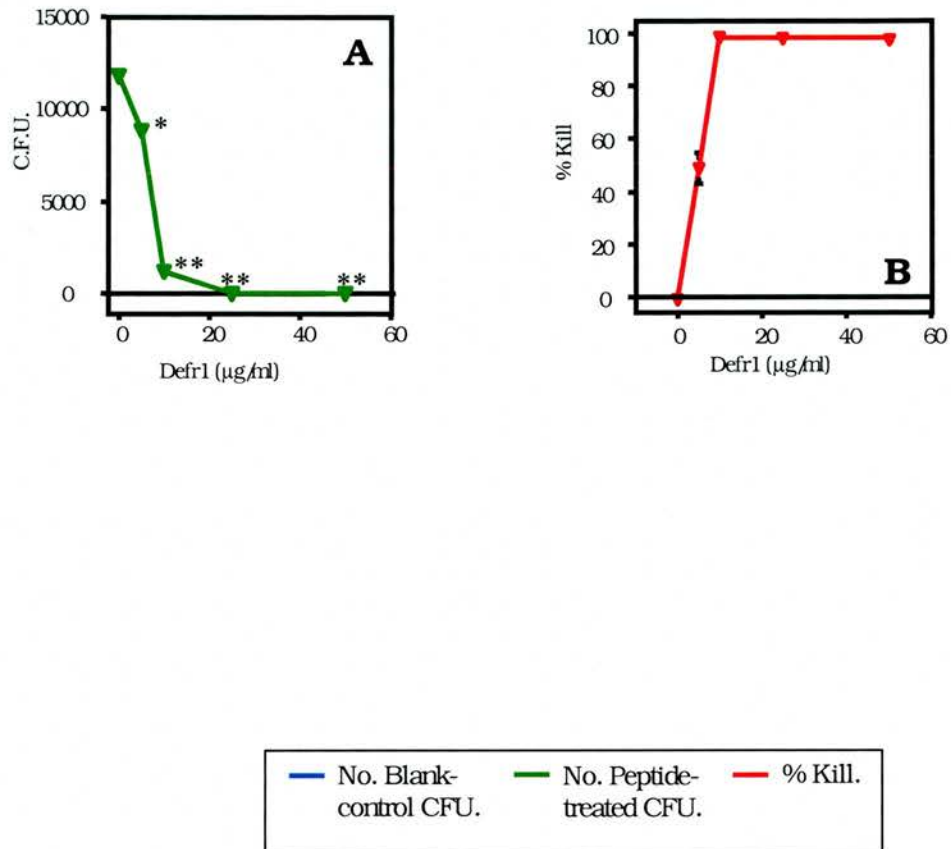 15000
10000
5000
0
C.F.U.
A
*
**
**
**
0 20 40 60
Defr1 (µg/ml)
100
80
60
40
20
0
% Kill
B
0 20 40 60
Defr1 (µg/ml)
No. Blank-
control CFU.
No. Peptide-
treated CFU.
% Kill.